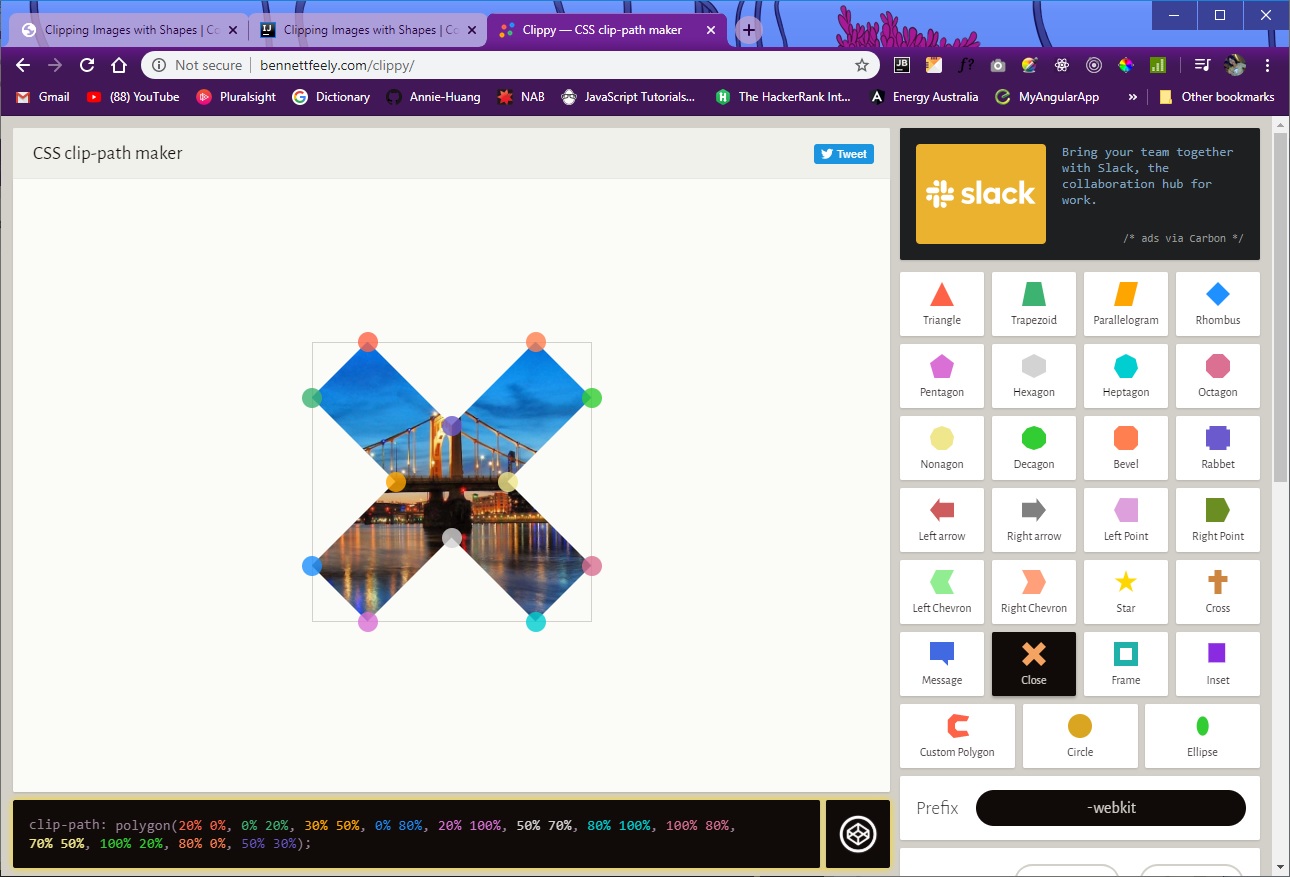 Clipping Images with Shapes | Co
Clipping Images with Shapes | Co
Clippy — CSS clip-path maker
Not secure
bennettfeely.com/clippy/
Gmail
(88) YouTube
Pluralsight
Dictionary
Annie-Huang
NAB
JavaScript Tutorials...
The HackerRank Int...
Energy Australia
MyAngularApp
»
Other bookmarks
CSS clip-path maker
Tweet
slack
Bring your team together
with Slack, the
collaboration hub for
work.
/* ads via Carbon */
Triangle
Trapezoid
Parallelogram
Rhombus
Pentagon
Hexagon
Heptagon
Octagon
Nonagon
Decagon
Bevel
Rabbet
Left arrow
Right arrow
Left Point
Right Point
Left Chevron
Right Chevron
Star
Cross
Message
Close
Frame
Inset
Custom Polygon
Circle
Ellipse
Prefix
-webkit
clip-path: polygon(20% 0%, 0% 20%, 30% 50%, 0% 80%, 20% 100%, 50% 70%, 80% 100%, 100% 80%,
70% 50%, 100% 20%, 80% 0%, 50% 30%);